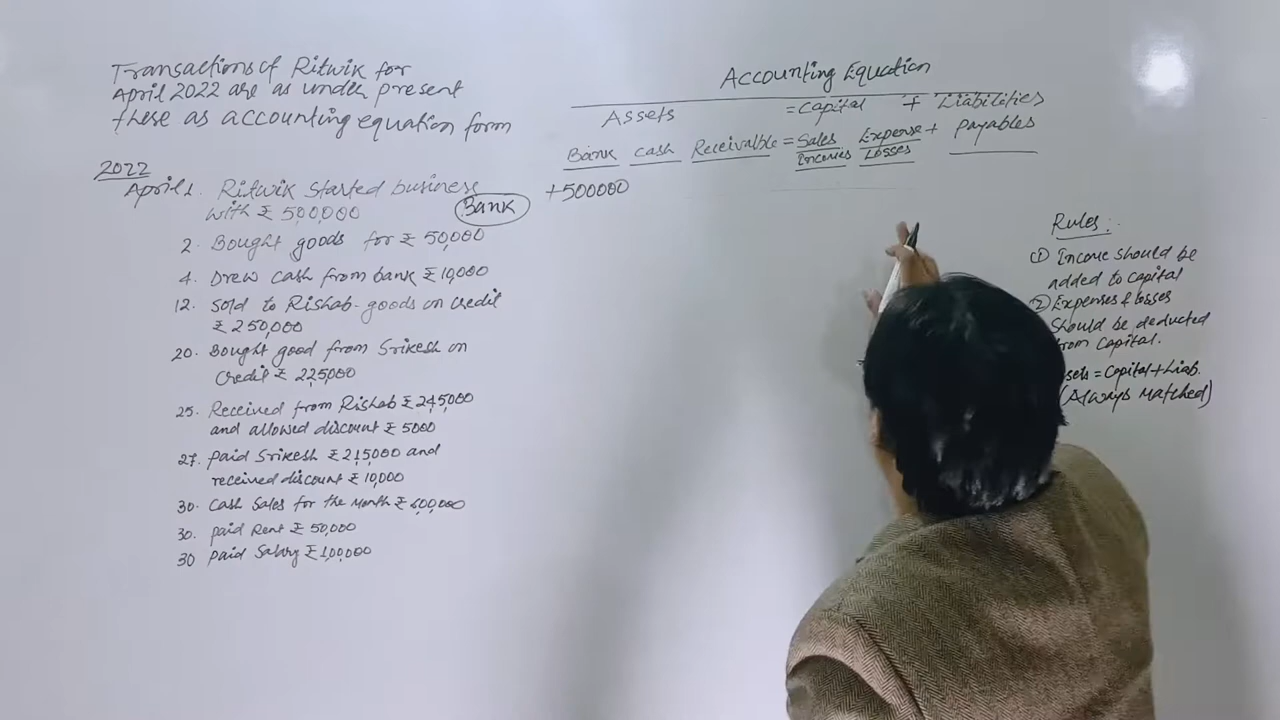 Transactions of Ritwik for
April 2022 are as under present
these as accounting equation form
2022
April 1. Ritwik Started business
with ₹ 500,000
Bank
2. Bought goods for ₹ 50,000
4. Drew cash from bank ₹ 10,000
12. Sold to Rishab goods on credit
₹ 250,000
20. Bought good from Srikesh on
Credit ₹ 225,000
25. Received from Rishab ₹ 245000
and allowed discount ₹ 5000
27. paid Srikesh ₹ 215000 and
received discount ₹ 10,000
30. Cash Sales for the Month ₹ 600,000
30. paid Rent ₹ 50,000
30 paid Salary ₹ 100,000
Accounting Equation
Assets = Capital + Liabilities
Bank cash Receivalble = Sales Expense + Payables
Incomes Losses
+500000
Rules:-
① Income should be
added to capital
② Expenses & losses
should be deducted
from Capital.
= Capital + Liab.
(Always Matched)